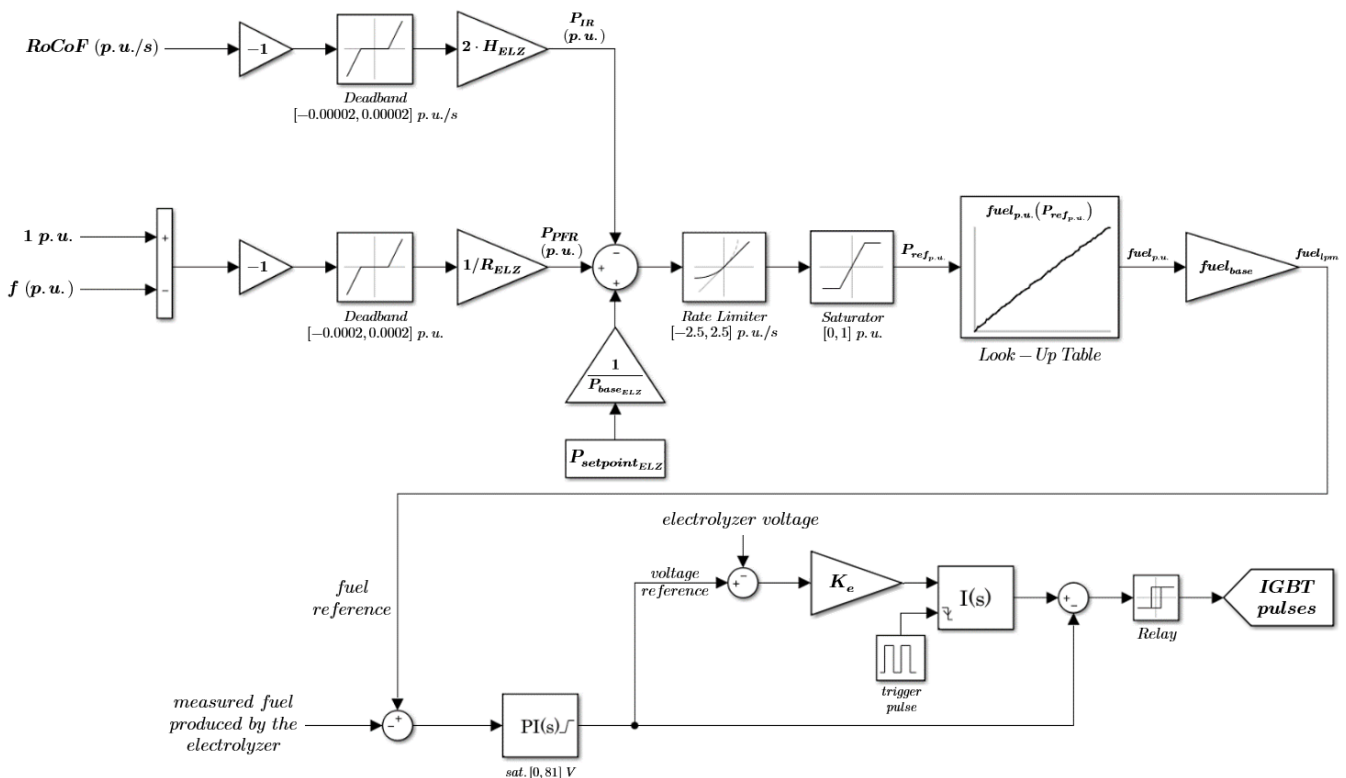 RoCoF (p.u./s)
−1
Deadband
[−0.00002, 0.00002] p.u./s
2 · H_ELZ
P_IR
(p.u.)
1 p.u.
+
f (p.u.)
−
−1
Deadband
[−0.0002, 0.0002] p.u.
1/R_ELZ
P_PFR
(p.u.)
−
+
+
1
P_base_ELZ
P_setpoint_ELZ
Rate Limiter
[−2.5, 2.5] p.u./s
Saturator
[0, 1] p.u.
P_ref_p.u.
fuel_p.u.(P_ref_p.u.)
Look − Up Table
fuel_p.u.
fuel_base
fuel_lpm
fuel
reference
measured fuel
produced by the
electrolyzer
+
−
PI(s)
sat. [0, 81] V
voltage
reference
electrolyzer voltage
−
+
K_e
trigger
pulse
I(s)
+
−
Relay
IGBT
pulses